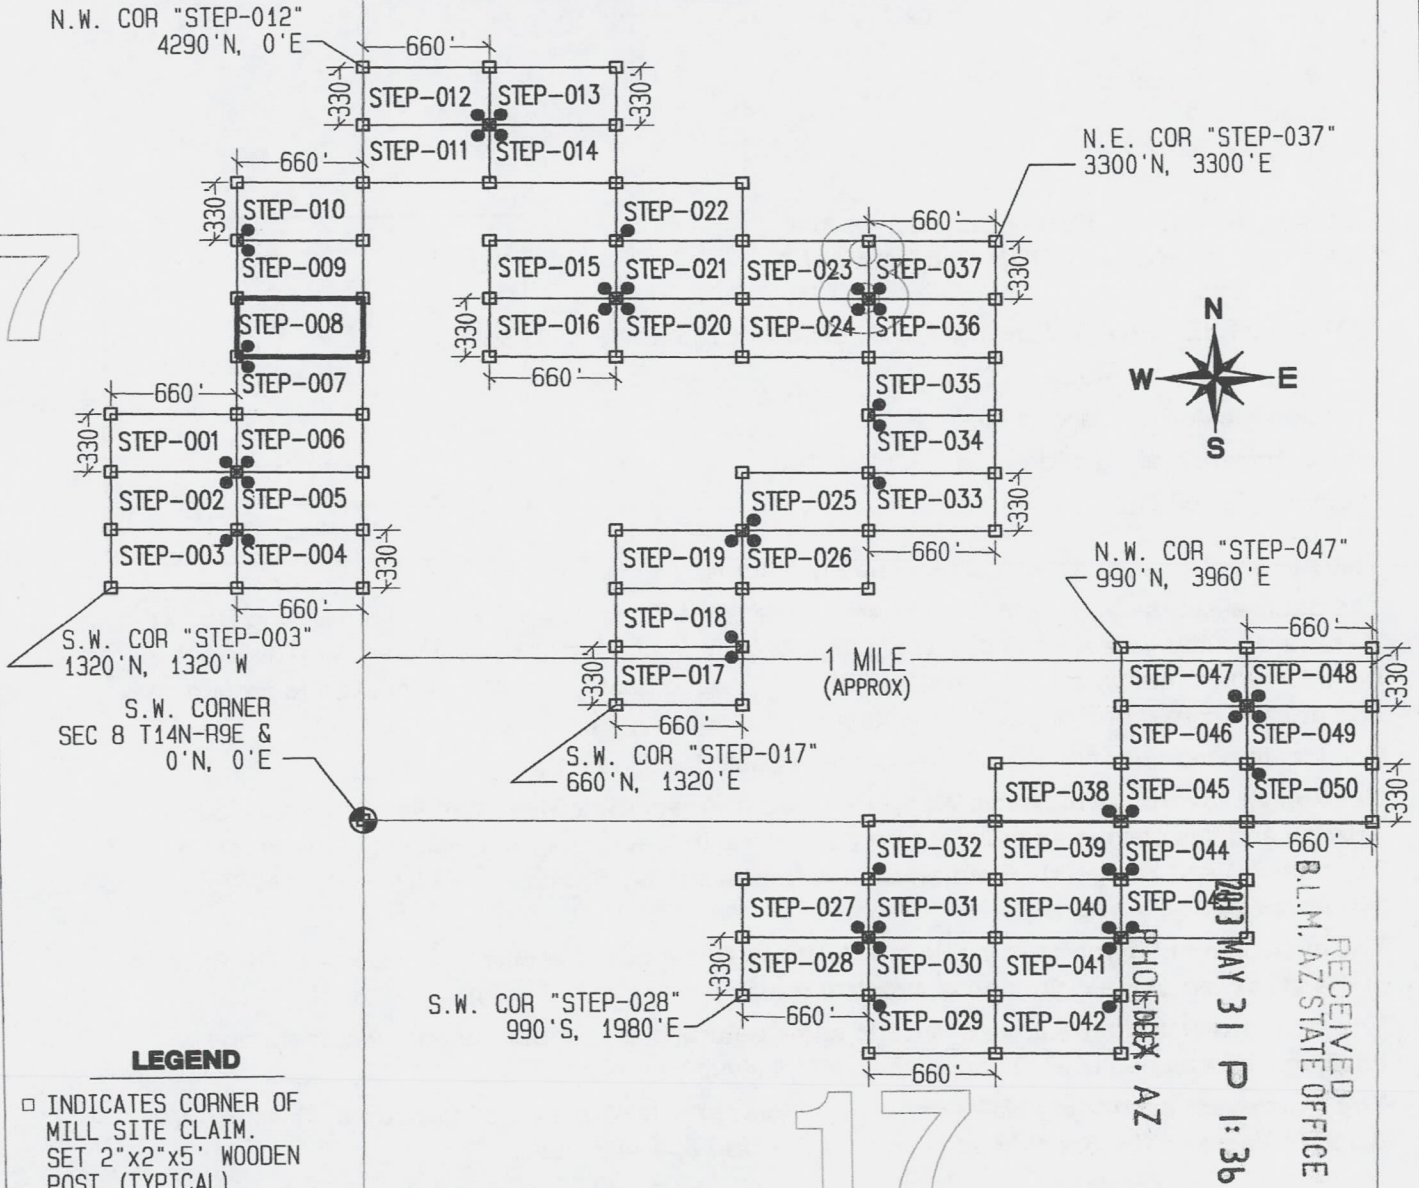 N.W. COR "STEP-012"
4290'N, 0'E
660'
330
STEP-012
STEP-013
330
STEP-011
STEP-014
660'
330
STEP-010
STEP-009
STEP-008
STEP-007
STEP-022
STEP-015
STEP-021
STEP-023
STEP-037
STEP-016
STEP-020
STEP-024
STEP-036
330
660'
660'
330
N.E. COR "STEP-037"
3300'N, 3300'E
7
8
N
W
E
S
STEP-035
STEP-034
STEP-033
330
660'
660'
330
STEP-001
STEP-006
STEP-002
STEP-005
STEP-003
STEP-004
330
660'
STEP-025
STEP-019
STEP-026
STEP-018
STEP-017
330
660'
S.W. COR "STEP-003"
1320'N, 1320'W
1 MILE
(APPROX)
S.W. CORNER
SEC 8 T14N-R9E &
0'N, 0'E
S.W. COR "STEP-017"
660'N, 1320'E
N.W. COR "STEP-047"
990'N, 3960'E
660'
STEP-047
STEP-048
330
STEP-046
STEP-049
STEP-038
STEP-045
STEP-050
330
660'
STEP-032
STEP-039
STEP-044
STEP-027
STEP-031
STEP-040
STEP-028
STEP-030
STEP-041
STEP-029
STEP-042
330
660'
660'
S.W. COR "STEP-028"
990'S, 1980'E
17
RECEIVED
B.L.M. AZ STATE OFFICE
2013 MAY 31 P 1:36
PHOENIX, AZ
LEGEND
INDICATES CORNER OF
MILL SITE CLAIM.
SET 2"x2"x5' WOODEN
POST (TYPICAL)